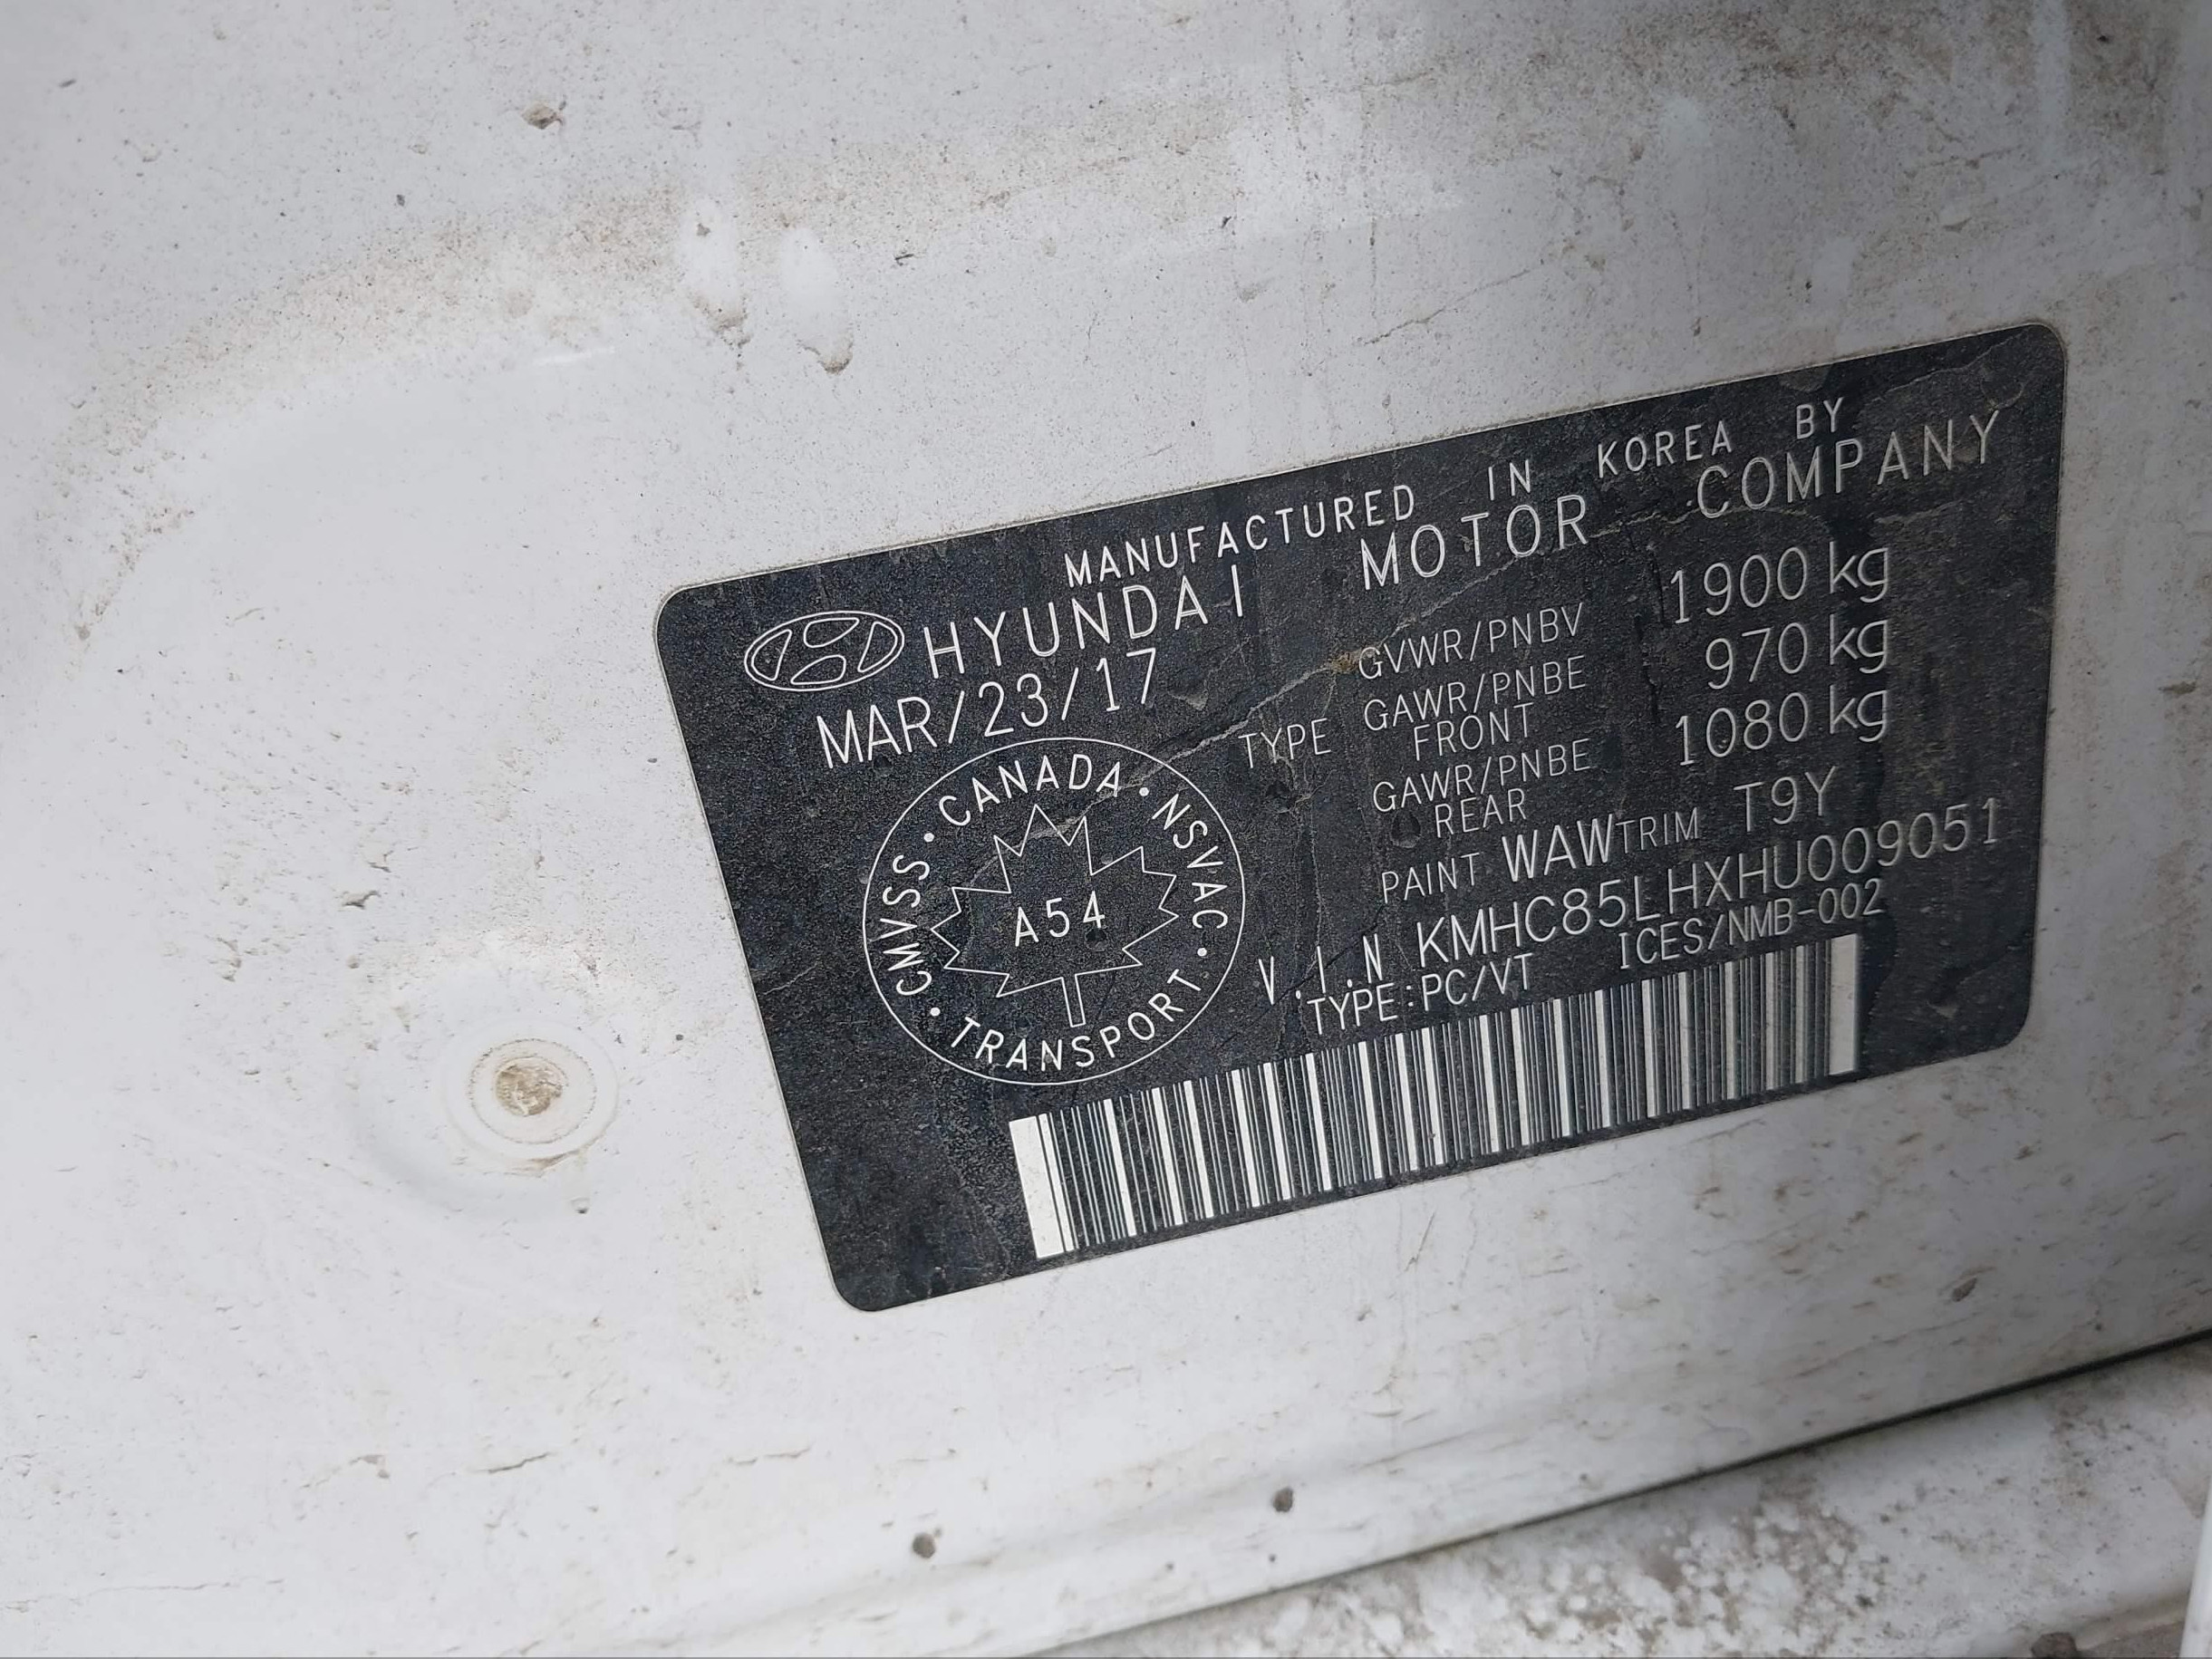 MANUFACTURED IN KOREA BY
HYUNDAI MOTOR COMPANY
MAR/23/17
GVWR/PNBV 1900 kg
TYPE GAWR/PNBE FRONT 970 kg
GAWR/PNBE REAR 1080 kg
CMVSS · CANADA · NSVAC · TRANSPORT ·
A54
PAINT WAW TRIM T9Y
V.I.N KMHC85LHXHU009051
TYPE:PC/VT ICES/NMB-002